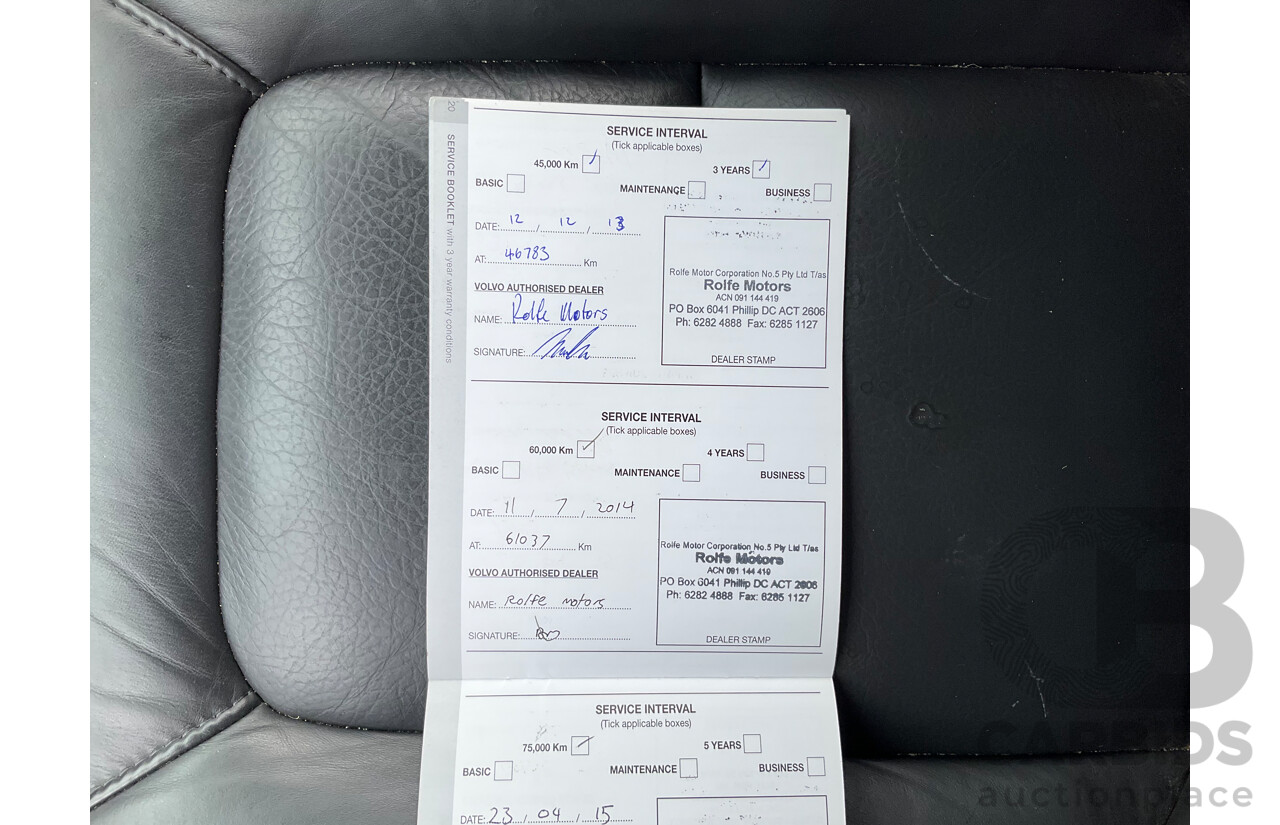 20
SERVICE BOOKLET with 3 year warranty conditions
SERVICE INTERVAL
(Tick applicable boxes)
45,000 Km
3 YEARS
BASIC
MAINTENANCE
BUSINESS
DATE: 12 / 12 / 13
AT: 46783 Km
VOLVO AUTHORISED DEALER
NAME: Rolfe Motors
SIGNATURE:
Rolfe Motor Corporation No.5 Pty Ltd T/as
Rolfe Motors
ACN 091 144 419
PO Box 6041 Phillip DC ACT 2606
Ph: 6282 4888 Fax: 6285 1127
DEALER STAMP
SERVICE INTERVAL
(Tick applicable boxes)
60,000 Km
4 YEARS
BASIC
MAINTENANCE
BUSINESS
DATE: 11 / 7 / 2014
AT: 61037 Km
VOLVO AUTHORISED DEALER
NAME: Rolfe motors
SIGNATURE:
Rolfe Motor Corporation No.5 Pty Ltd T/as
Rolfe Motors
ACN 091 144 419
PO Box 6041 Phillip DC ACT 2606
Ph: 6282 4888 Fax: 6285 1127
DEALER STAMP
SERVICE INTERVAL
(Tick applicable boxes)
75,000 Km
5 YEARS
BASIC
MAINTENANCE
BUSINESS
DATE: 23 / 04 / 15
CARBIDS
auctionplace